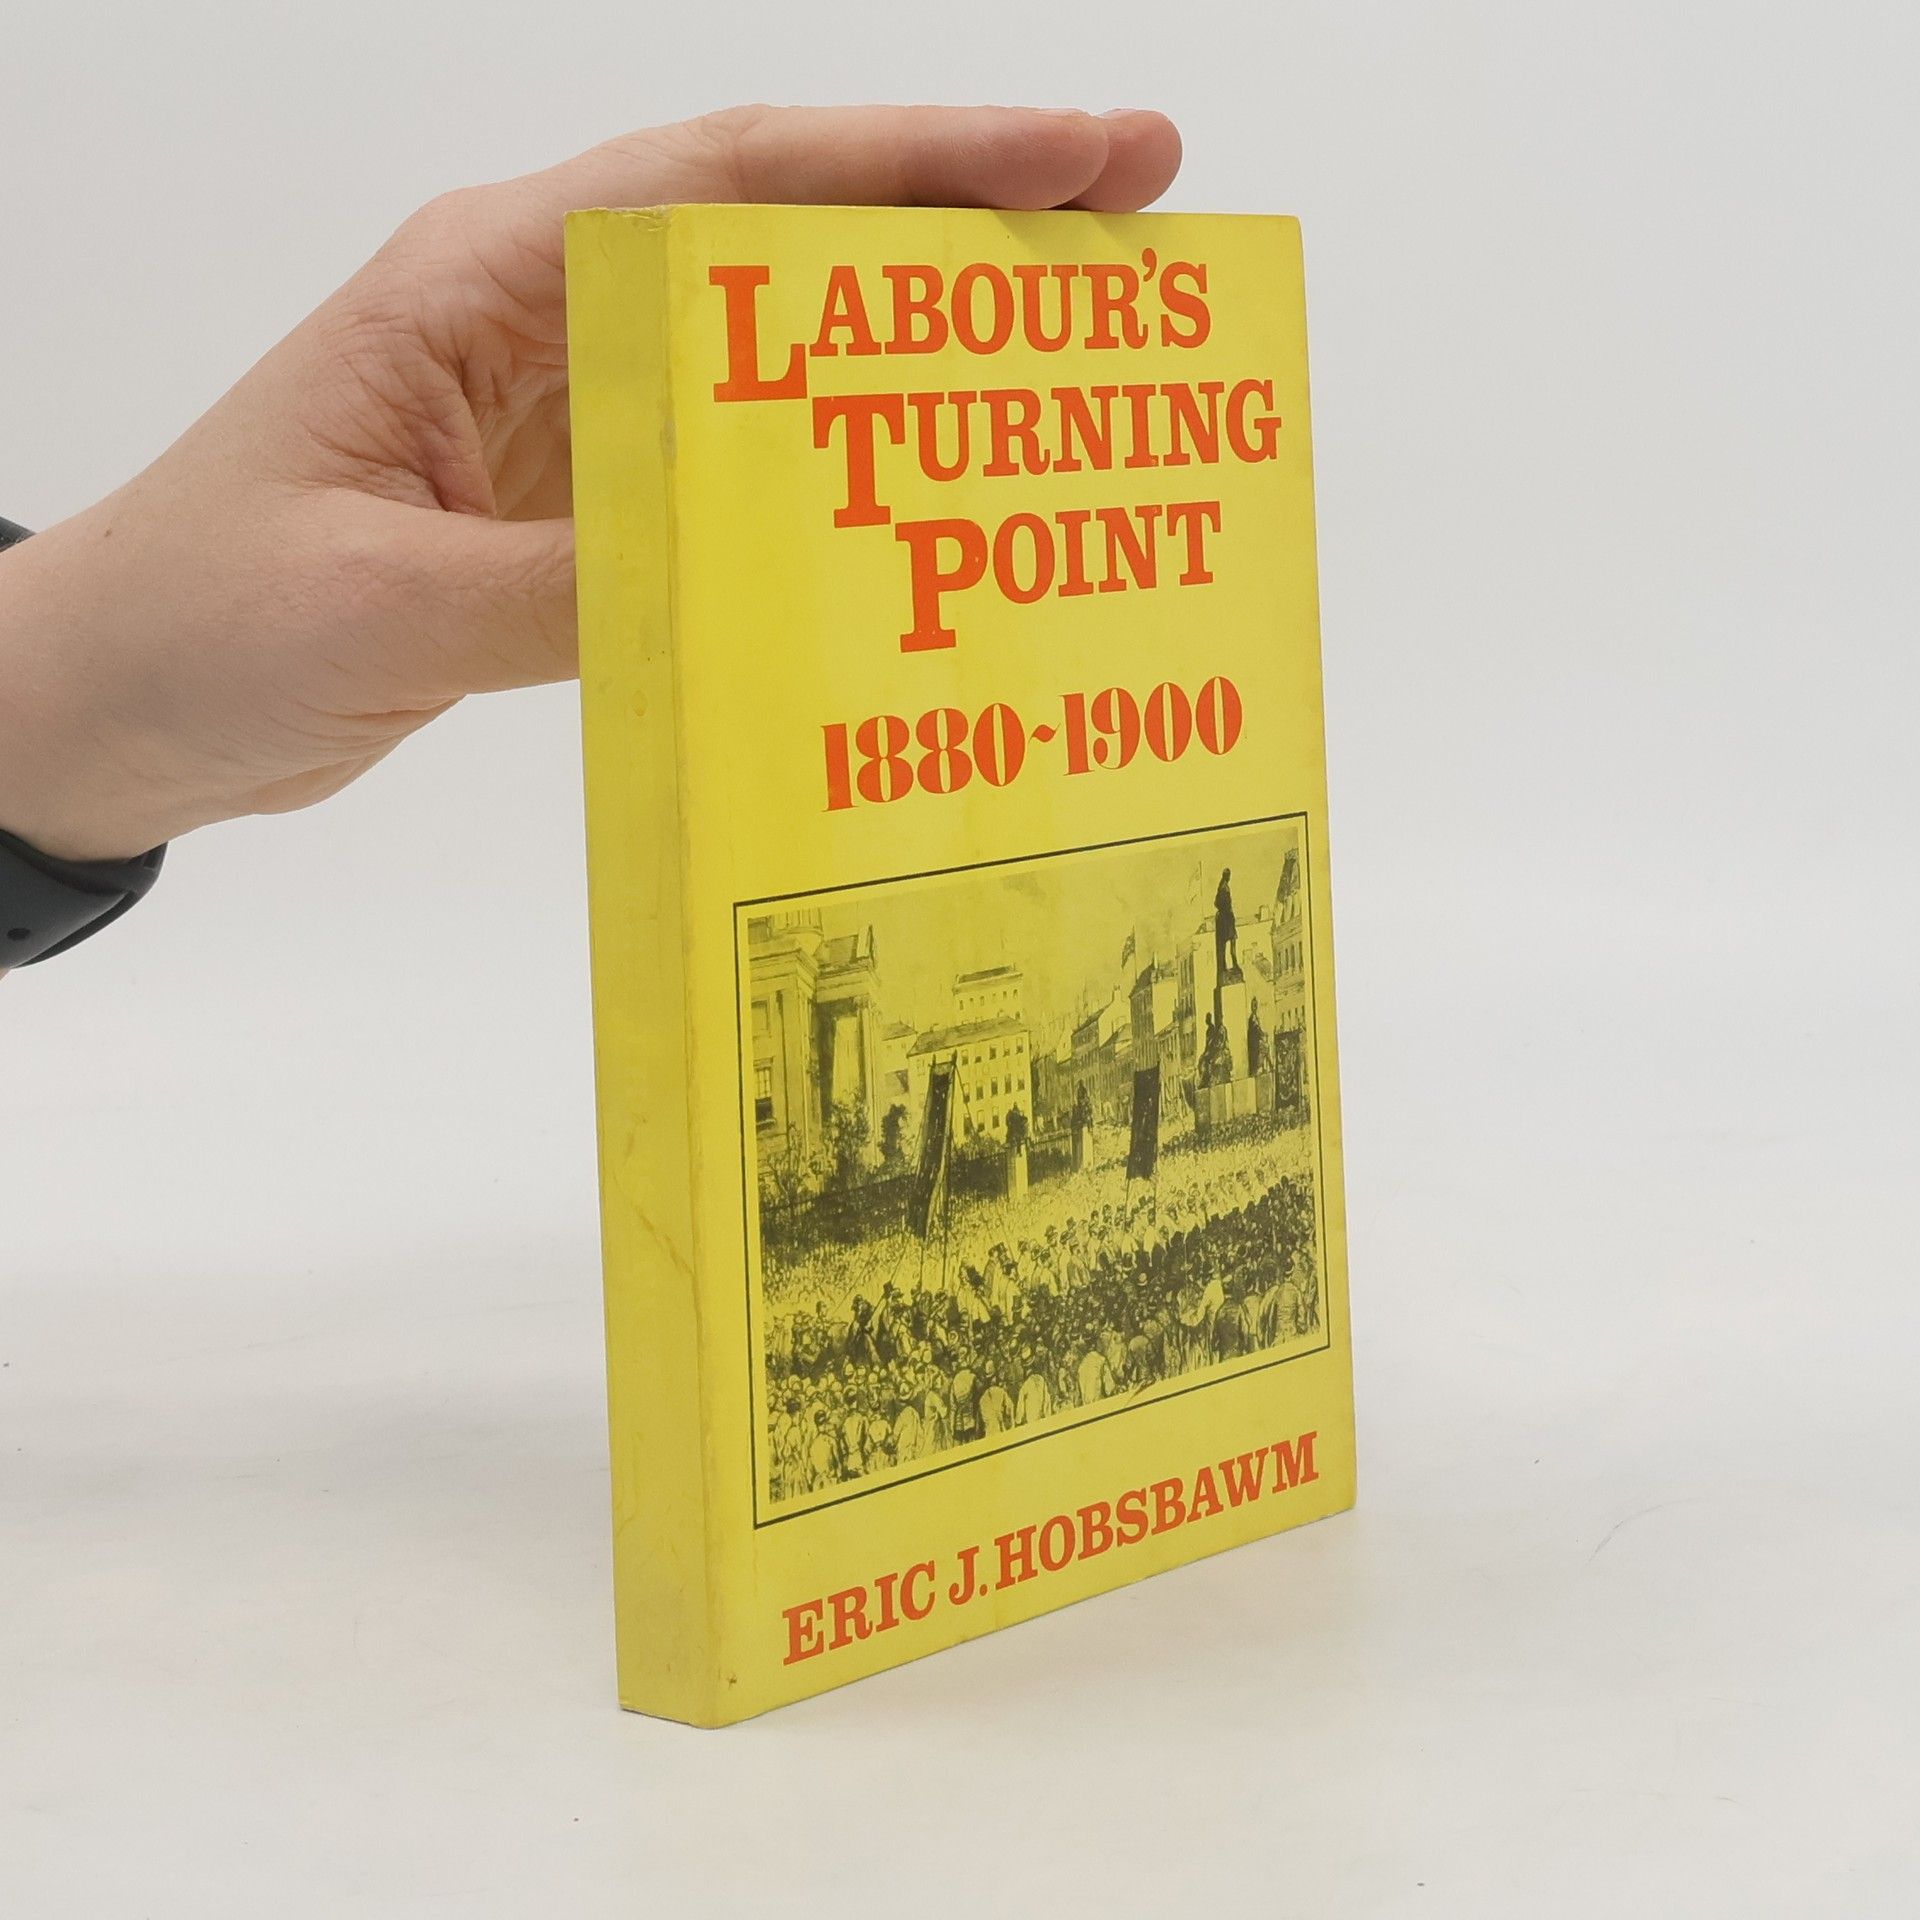 LABOUR'S
TURNING
POINT
1880~1900
ERIC J. HOBSBAWM